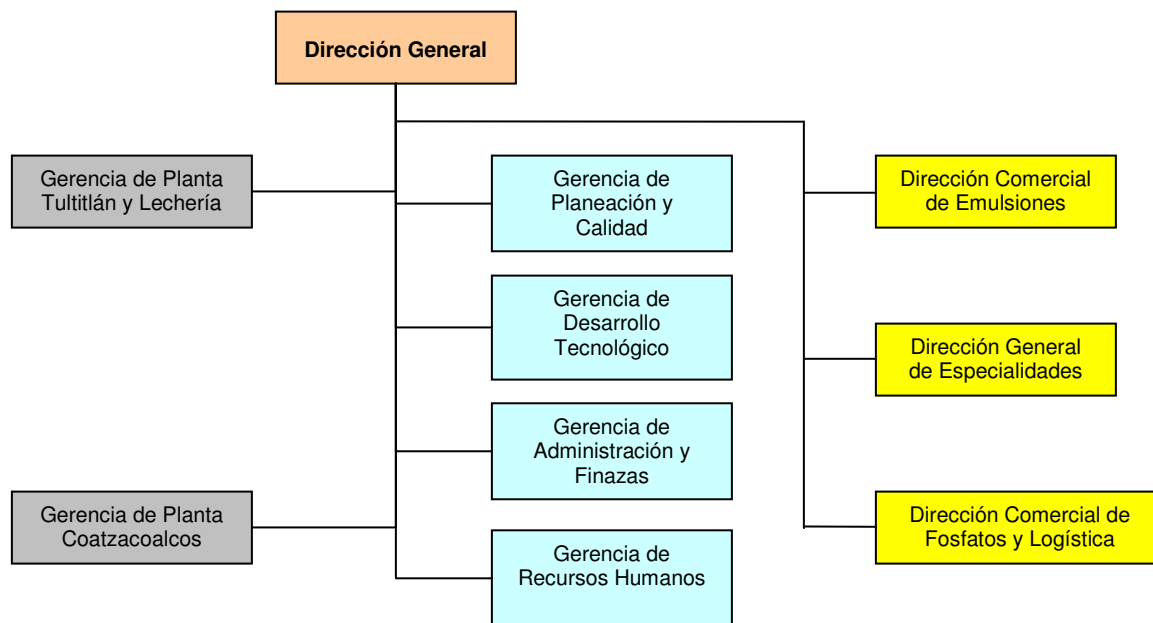 Dirección General
Gerencia de Planta
Tultitlán y Lechería
Gerencia de
Planeación y
Calidad
Dirección Comercial
de Emulsiones
Gerencia de
Desarrollo
Tecnológico
Dirección General
de Especialidades
Gerencia de
Administración y
Finazas
Gerencia de Planta
Coatzacoalcos
Dirección Comercial de
Fosfatos y Logística
Gerencia de
Recursos Humanos